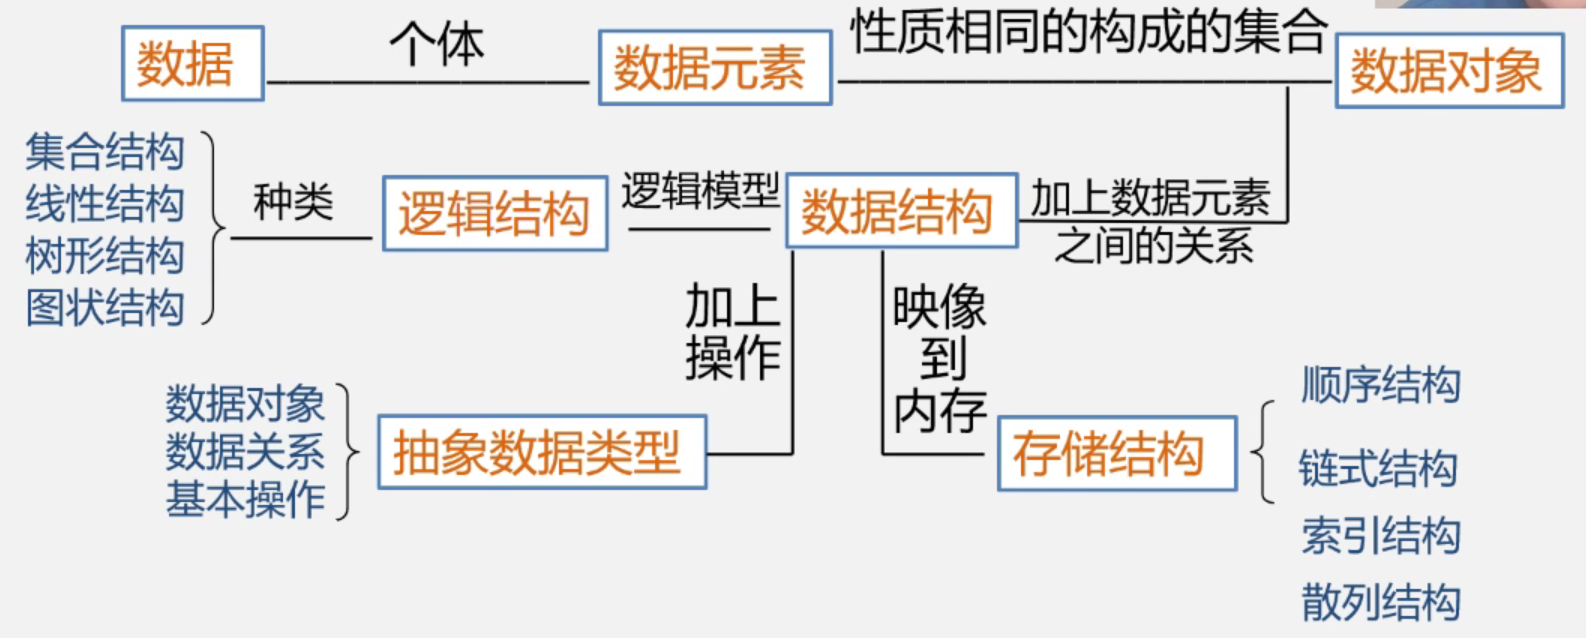 数据
个体
数据元素
性质相同的构成的集合
数据对象
集合结构
线性结构
树形结构
图状结构
种类
逻辑结构
逻辑模型
数据结构
加上数据元素
之间的关系
加上
操作
映像
到
内存
数据对象
数据关系
基本操作
抽象数据类型
存储结构
顺序结构
链式结构
索引结构
散列结构